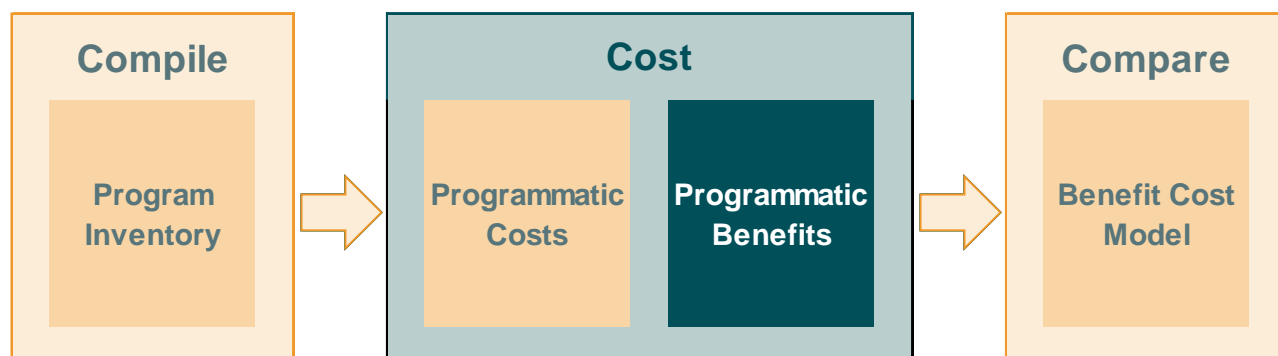 Compile
Cost
Compare
Program
Inventory
Programmatic
Costs
Programmatic
Benefits
Benefit Cost
Model